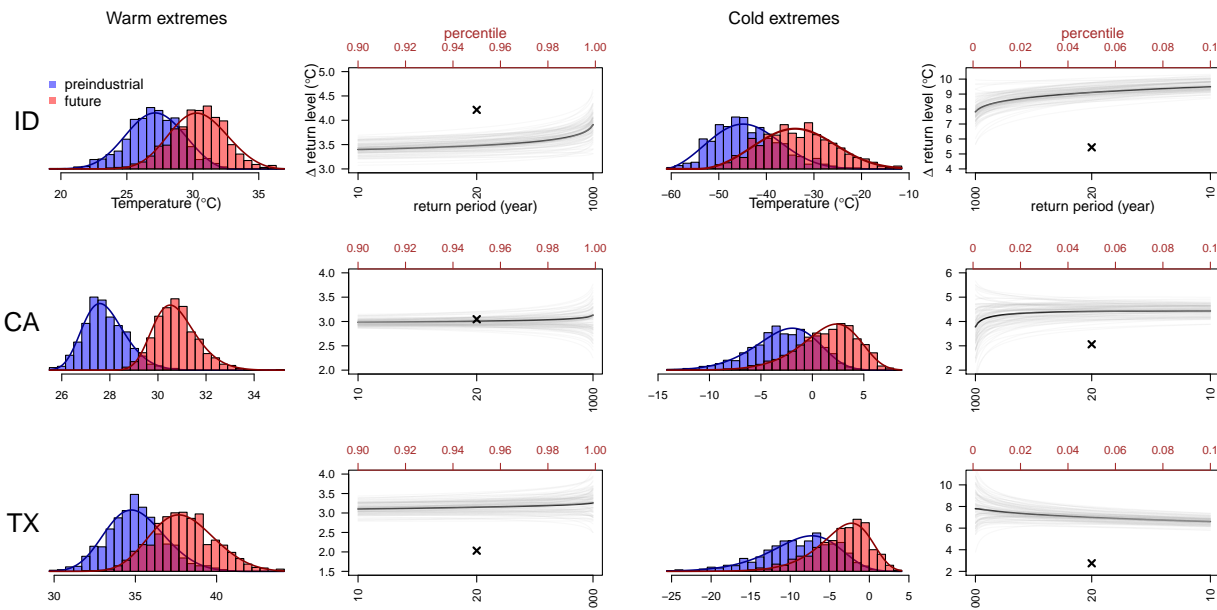 Warm extremes
Cold extremes
percentile
0.90 0.92 0.94 0.96 0.98 1.00
percentile
0 0.02 0.04 0.06 0.08 0.1
ID
preindustrial
future
20 25 30 35
Temperature (°C)
Δ return level (°C)
3.0 3.5 4.0 4.5 5.0
10 20 1000
return period (year)
−60 −50 −40 −30 −20 −10
Temperature (°C)
Δ return level (°C)
4 5 6 7 8 9 10
1000 20 10
return period (year)
CA
26 28 30 32 34
0.90 0.92 0.94 0.96 0.98 1.00
2.0 2.5 3.0 3.5 4.0
10 20 1000
−15 −10 −5 0 5
0 0.02 0.04 0.06 0.08 0.1
2 3 4 5 6
1000 20 10
TX
30 35 40
0.90 0.92 0.94 0.96 0.98 1.00
1.5 2.0 2.5 3.0 3.5 4.0
10 20 000
−25 −20 −15 −10 −5 0 5
0 0.02 0.04 0.06 0.08 0.1
2 4 6 8 10
000 20 10